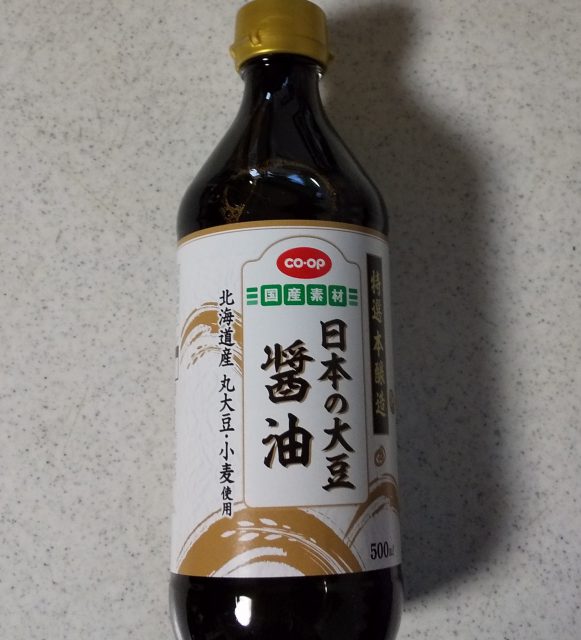 CO·OP
国産素材
特選本醸造
日本の大豆
醤油
北海道産 丸大豆・小麦使用
500ml